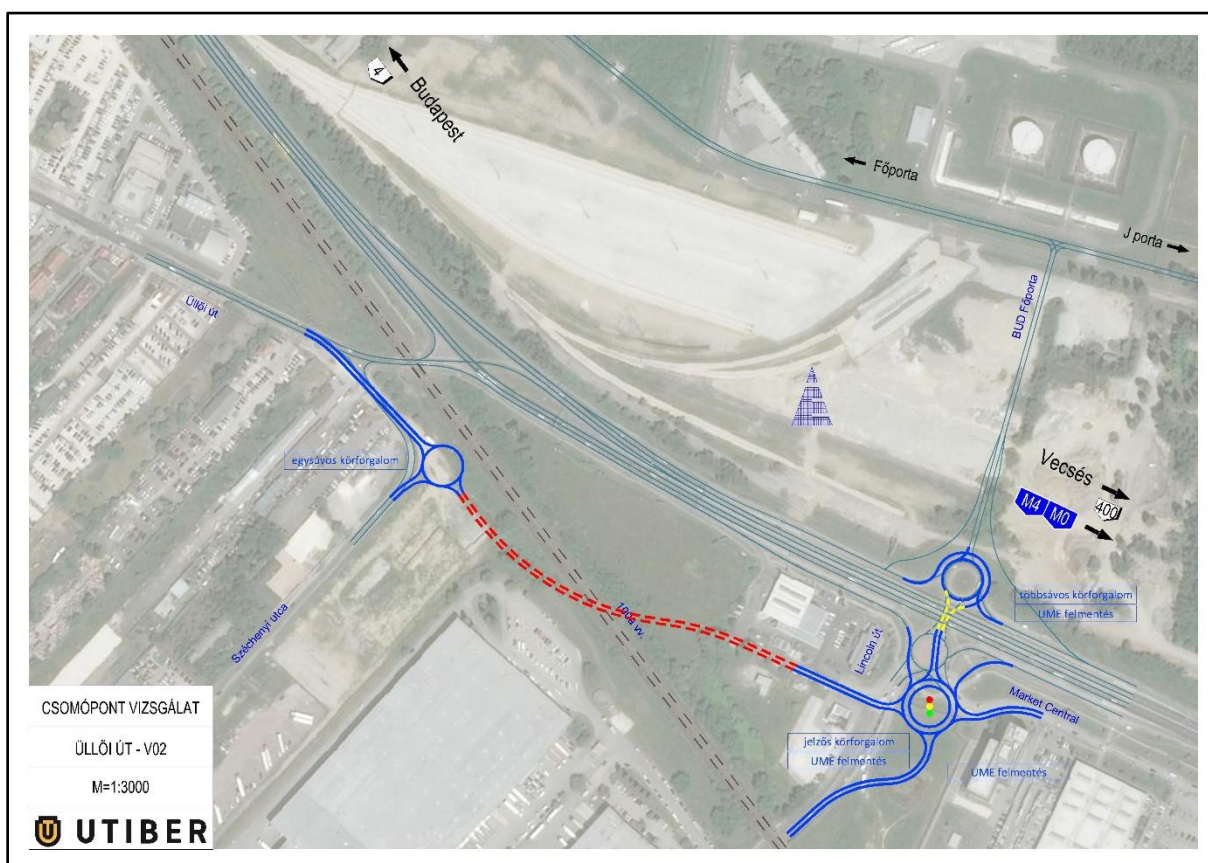 4
Budapest
Főporta
J porta
Üllői út
BUD Főporta
egysávos körforgalom
Vecsés
M4 M0 400
többsávos körforgalom
UME felmentés
100a vv.
Széchenyi utca
Lincoln út
Market Central
jelzős körforgalom
UME felmentés
UME felmentés
CSOMÓPONT VIZSGÁLAT
ÜLLŐI ÚT - V02
M=1:3000
UTIBER